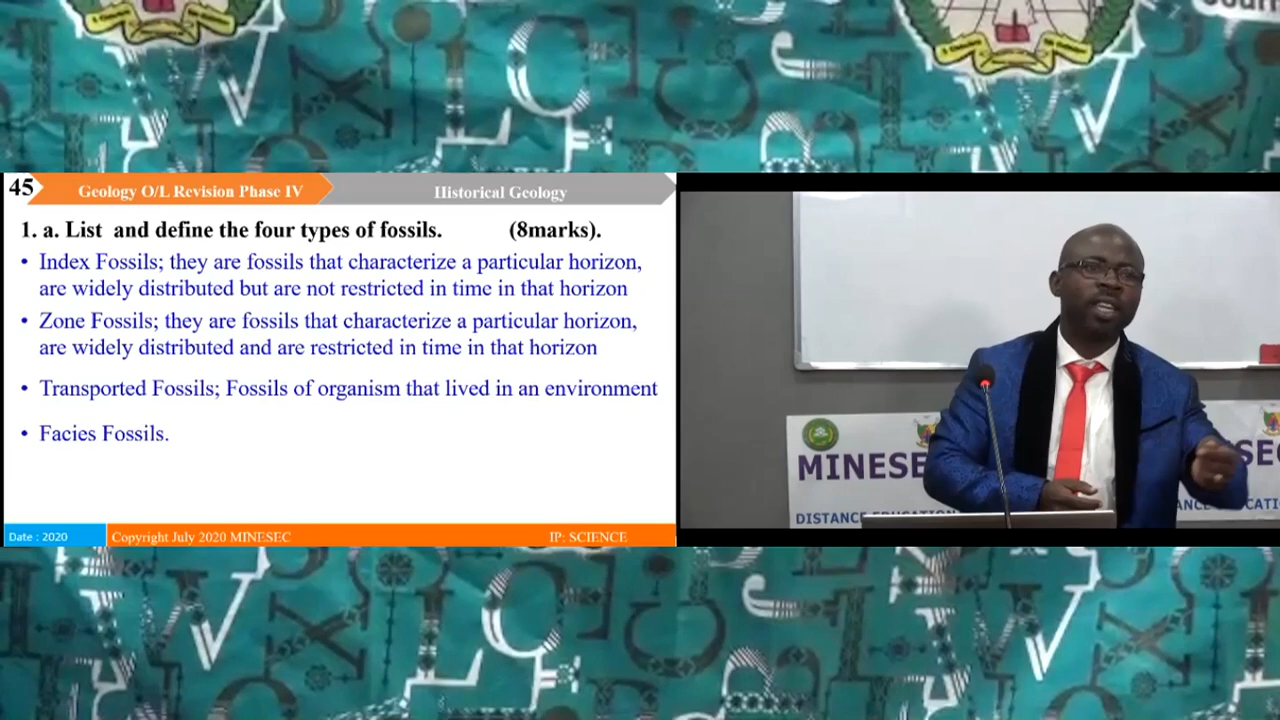 45
Geology O/L Revision Phase IV
Historical Geology
1. a. List and define the four types of fossils. (8marks).
• Index Fossils; they are fossils that characterize a particular horizon,
are widely distributed but are not restricted in time in that horizon
• Zone Fossils; they are fossils that characterize a particular horizon,
are widely distributed and are restricted in time in that horizon
• Transported Fossils; Fossils of organism that lived in an environment
• Facies Fossils.
Date : 2020
Copyright July 2020 MINESEC
IP: SCIENCE
MINESE
SEC
DISTANCE EDUCATION